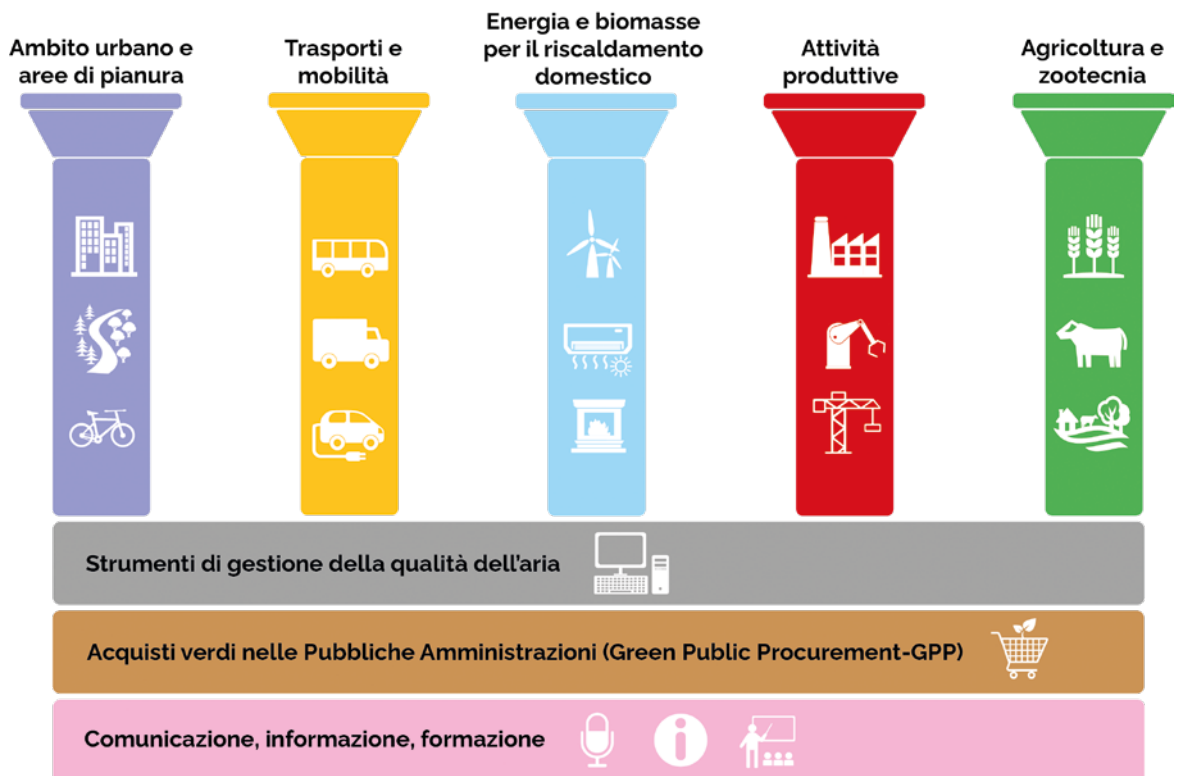 Ambito urbano e
aree di pianura
Trasporti e
mobilità
Energia e biomasse
per il riscaldamento
domestico
Attività
produttive
Agricoltura e
zootecnia
Strumenti di gestione della qualità dell'aria
Acquisti verdi nelle Pubbliche Amministrazioni (Green Public Procurement-GPP)
Comunicazione, informazione, formazione